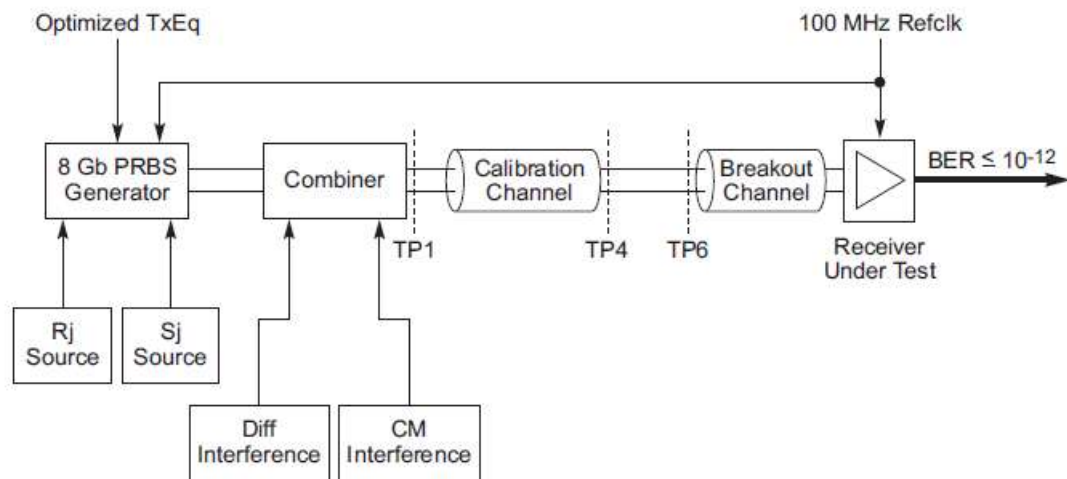 Optimized TxEq
100 MHz Refclk
8 Gb PRBS
Generator
Combiner
Calibration
Channel
Breakout
Channel
BER ≤ 10⁻¹²
TP1
TP4
TP6
Receiver
Under Test
Rj
Source
Sj
Source
Diff
Interference
CM
Interference